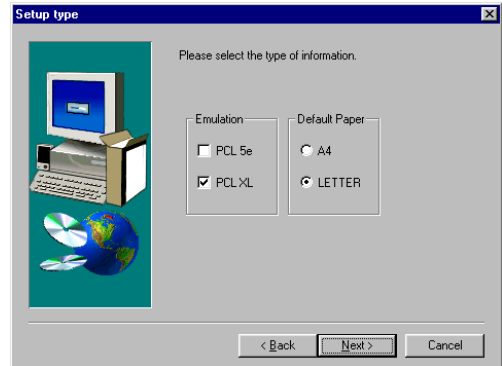 Setup type
Please select the type of information.
Emulation
PCL 5e
PCL XL
Default Paper
A4
LETTER
< Back
Next >
Cancel